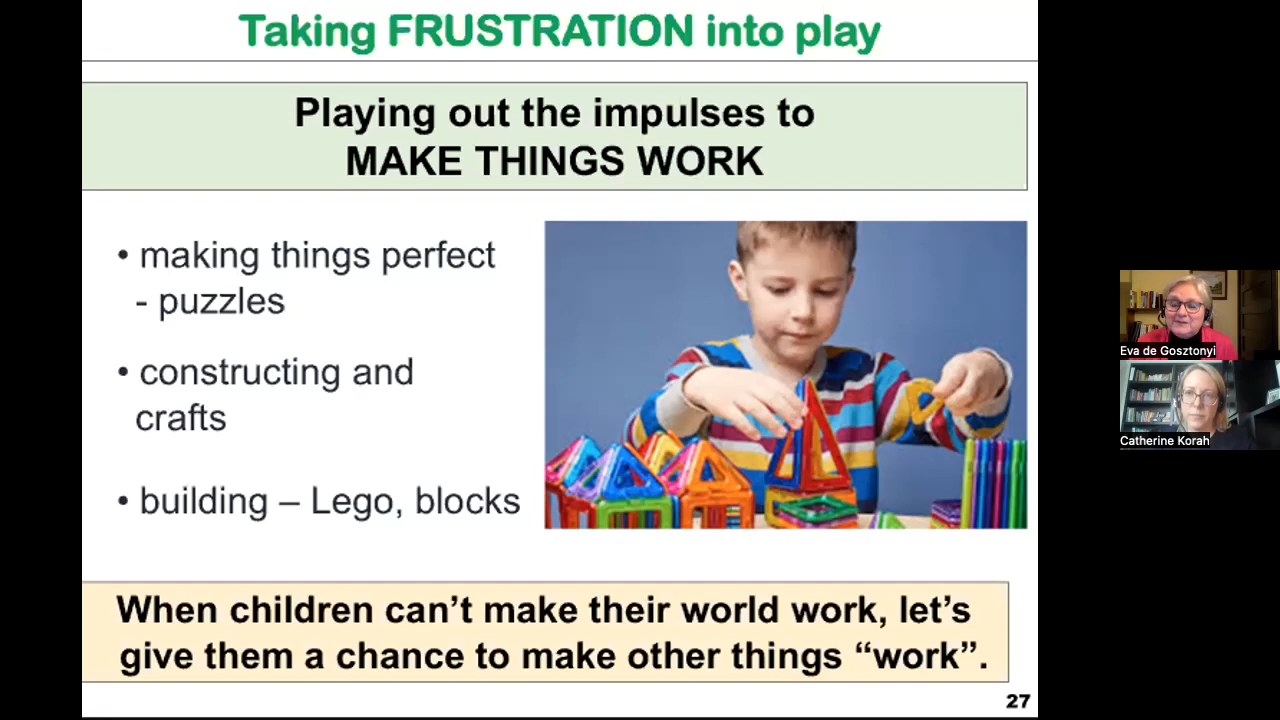 Taking FRUSTRATION into play
Playing out the impulses to
MAKE THINGS WORK
• making things perfect
- puzzles
• constructing and
crafts
• building – Lego, blocks
When children can’t make their world work, let’s
give them a chance to make other things “work”.
27
Eva de Gosztonyi
Catherine Korah